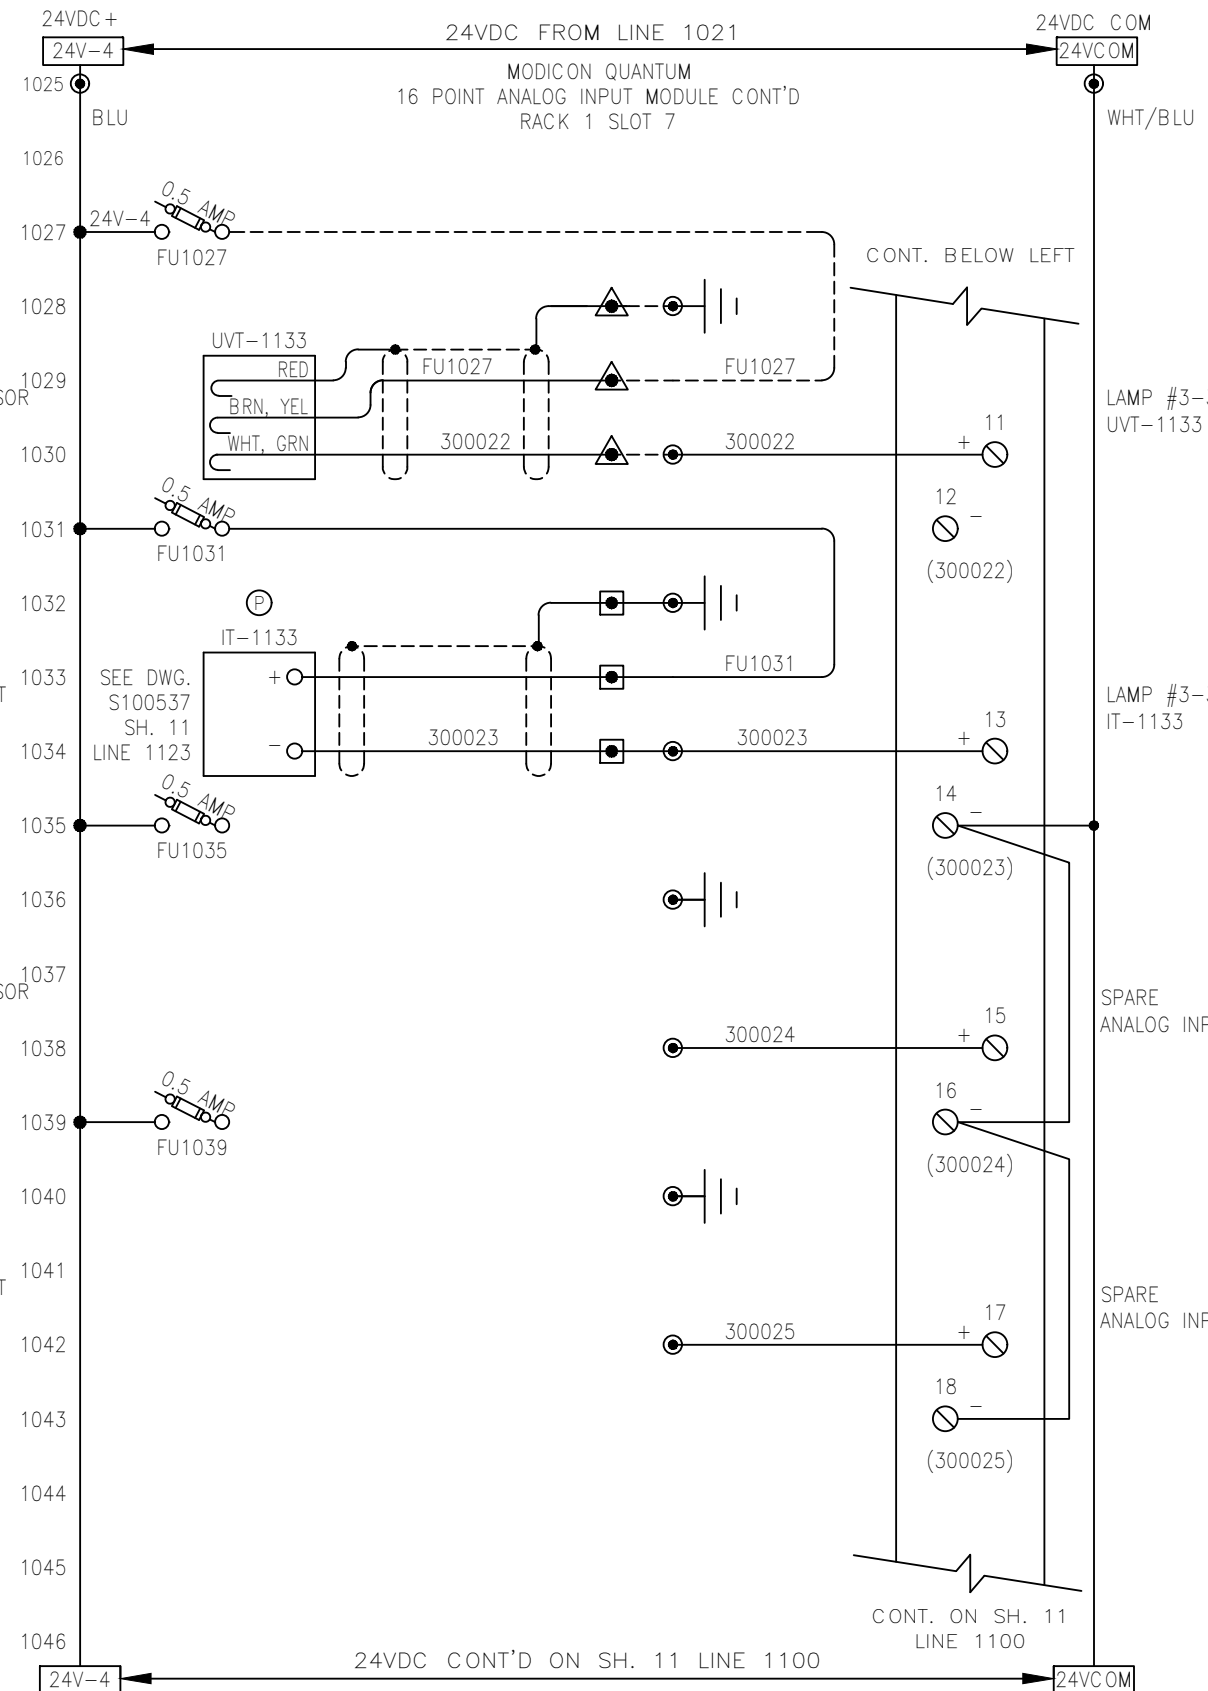 24VDC+
24VDC COM
24V-4
24VDC FROM LINE 1021
24VCOM
MODICON QUANTUM
16 POINT ANALOG INPUT MODULE CONT'D
RACK 1 SLOT 7
1025
BLU
WHT/BLU
1026
0.5 AMP
24V-4
1027
FU1027
CONT. BELOW LEFT
1028
UVT-1133
RED
FU1027
FU1027
1029
LAMP #3-
UVT-1133
BRN, YEL
WHT, GRN
1030
300022
300022
+
11
0.5 AMP
12
-
1031
FU1031
(300022)
1032
P
IT-1133
1033
SEE DWG.
S100537
SH. 11
LINE 1123
+
FU1031
LAMP #3-
IT-1133
1034
-
300023
300023
+
13
0.5 AMP
14
-
1035
FU1035
(300023)
1036
1037
SPARE
ANALOG
1038
300024
+
15
0.5 AMP
16
-
1039
FU1039
(300024)
1040
1041
SPARE
ANALOG
1042
300025
+
17
18
-
1043
(300025)
1044
1045
CONT. ON SH. 11
LINE 1100
1046
24V-4
24VDC CONT'D ON SH. 11 LINE 1100
24VCOM